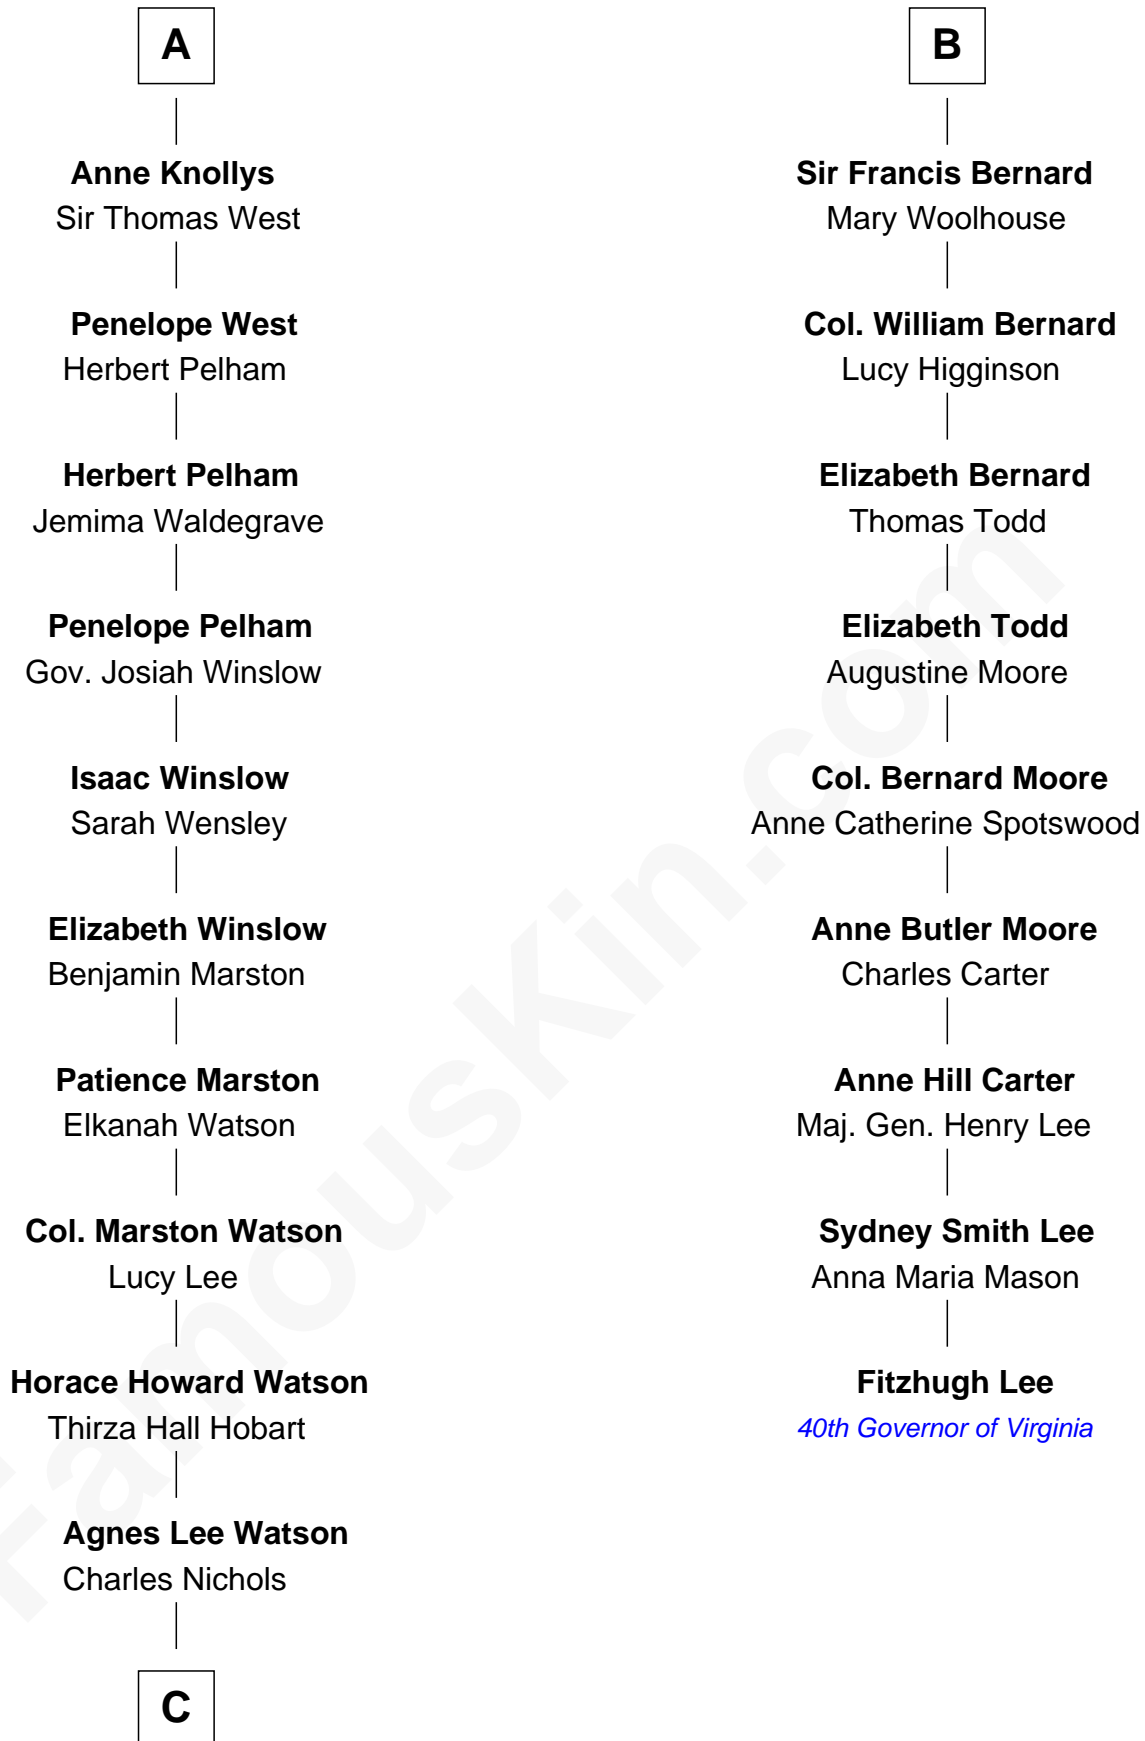 A
Anne Knollys
Sir Thomas West
Penelope West
Herbert Pelham
Herbert Pelham
Jemima Waldegrave
Penelope Pelham
Gov. Josiah Winslow
Isaac Winslow
Sarah Wensley
Elizabeth Winslow
Benjamin Marston
Patience Marston
Elkanah Watson
Col. Marston Watson
Lucy Lee
Horace Howard Watson
Thirza Hall Hobart
Agnes Lee Watson
Charles Nichols
C
B
Sir Francis Bernard
Mary Woolhouse
Col. William Bernard
Lucy Higginson
Elizabeth Bernard
Thomas Todd
Elizabeth Todd
Augustine Moore
Col. Bernard Moore
Anne Catherine Spotswood
Anne Butler Moore
Charles Carter
Anne Hill Carter
Maj. Gen. Henry Lee
Sydney Smith Lee
Anna Maria Mason
Fitzhugh Lee
40th Governor of Virginia
FamousKin.com